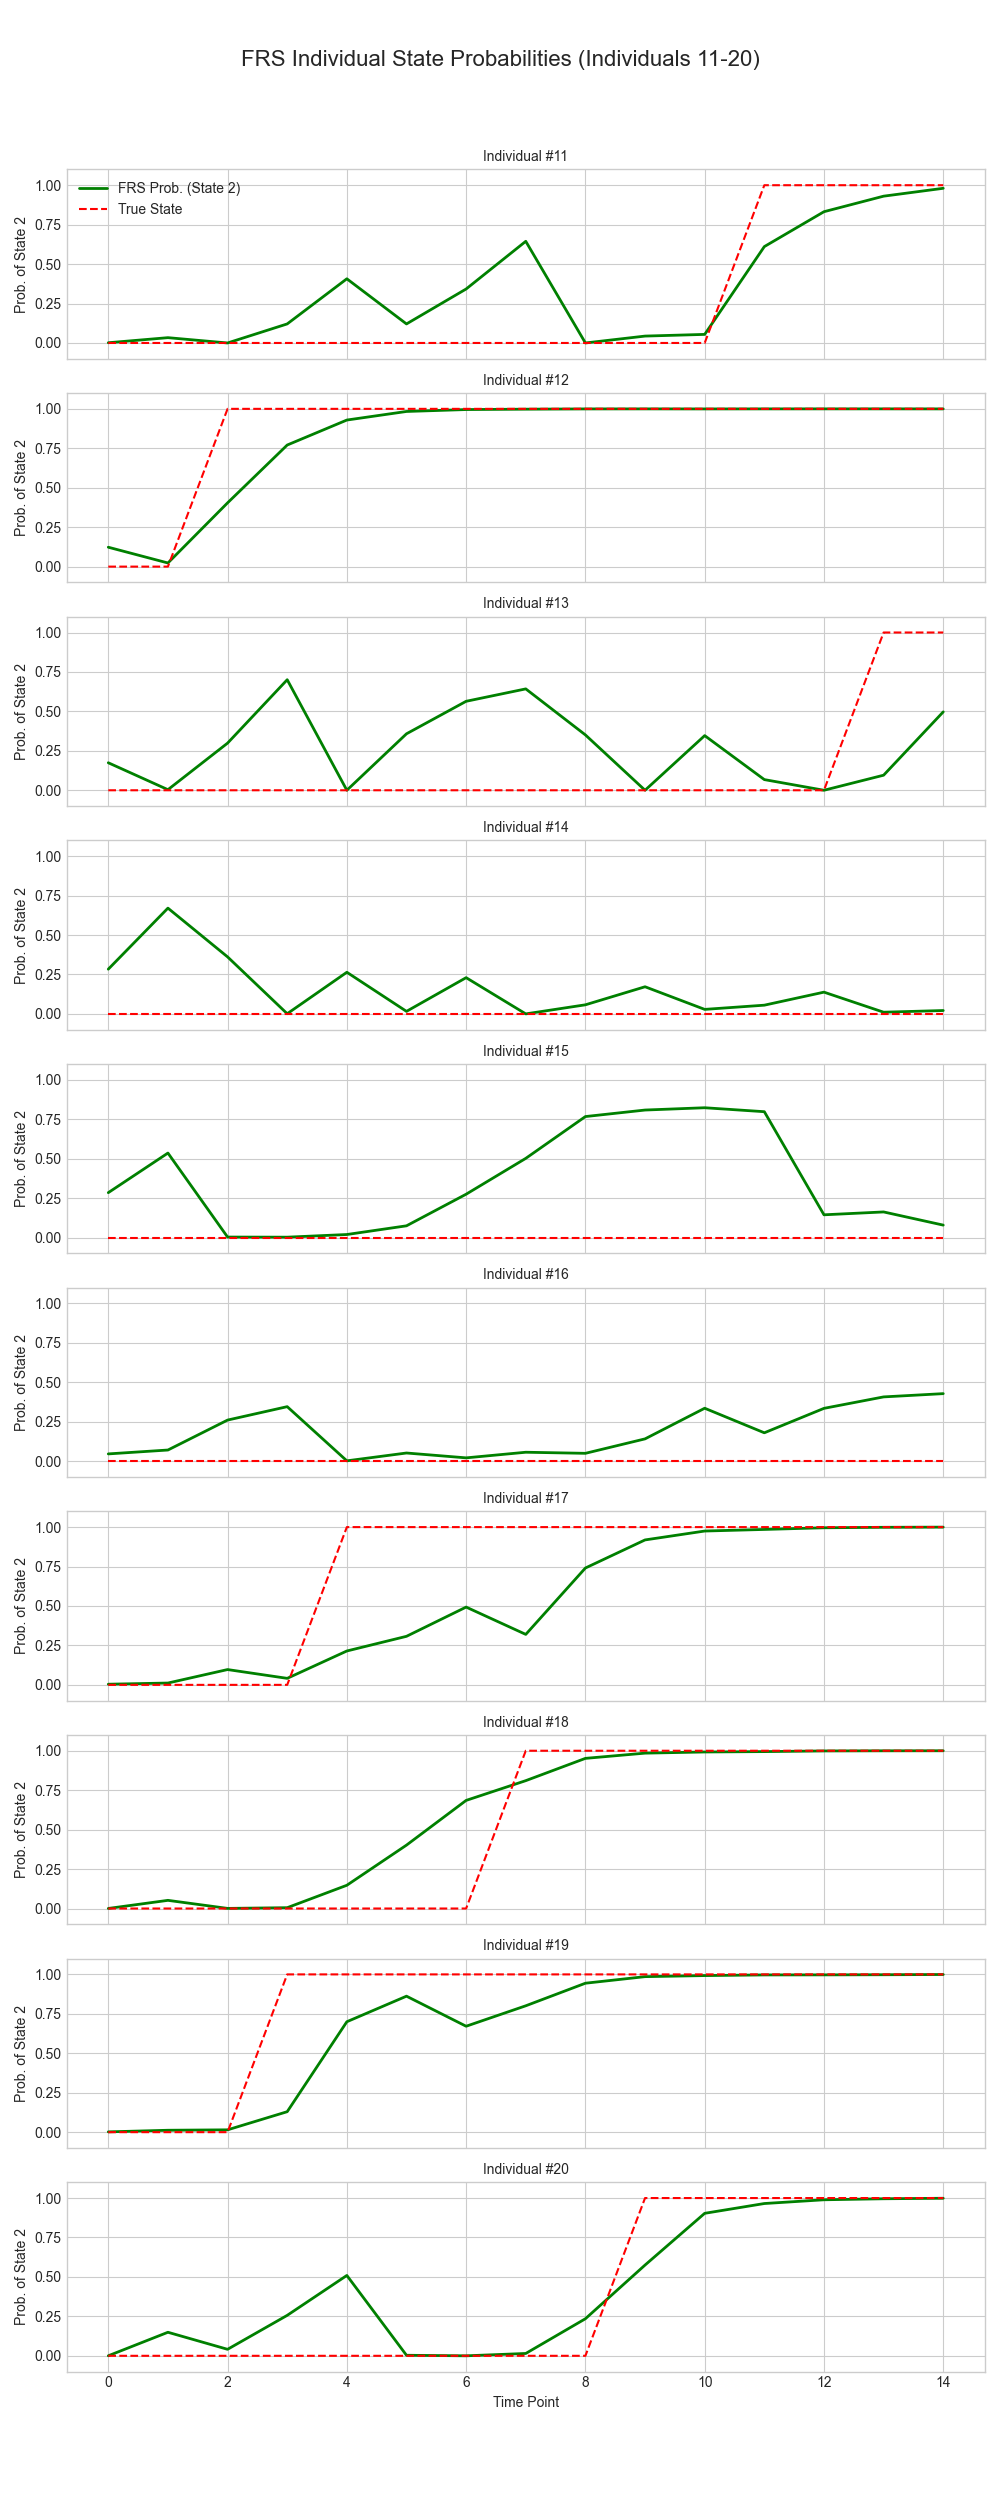 FRS Individual State Probabilities (Individuals 11-20)
Individual #11
Prob. of State 2
1.00
0.75
0.50
0.25
0.00
FRS Prob. (State 2)
True State
Individual #12
Prob. of State 2
1.00
0.75
0.50
0.25
0.00
Individual #13
Prob. of State 2
1.00
0.75
0.50
0.25
0.00
Individual #14
Prob. of State 2
1.00
0.75
0.50
0.25
0.00
Individual #15
Prob. of State 2
1.00
0.75
0.50
0.25
0.00
Individual #16
Prob. of State 2
1.00
0.75
0.50
0.25
0.00
Individual #17
Prob. of State 2
1.00
0.75
0.50
0.25
0.00
Individual #18
Prob. of State 2
1.00
0.75
0.50
0.25
0.00
Individual #19
Prob. of State 2
1.00
0.75
0.50
0.25
0.00
Individual #20
Prob. of State 2
1.00
0.75
0.50
0.25
0.00
0 2 4 6 8 10 12 14
Time Point